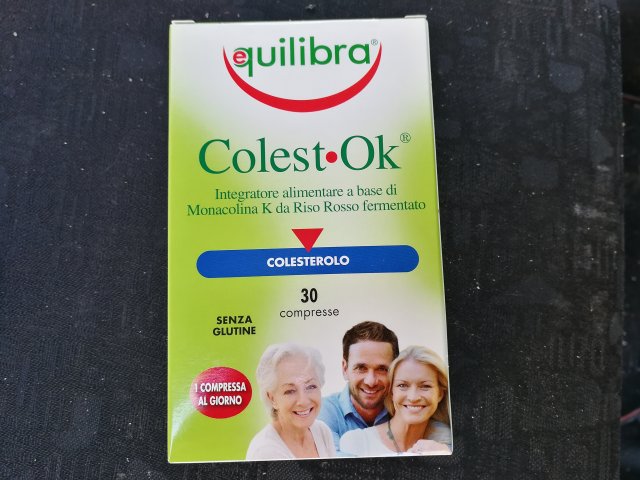 equilibra®
Colest•Ok®
Integratore alimentare a base di
Monacolina K da Riso Rosso fermentato
COLESTEROLO
30
compresse
SENZA
GLUTINE
1 COMPRESSA
AL GIORNO